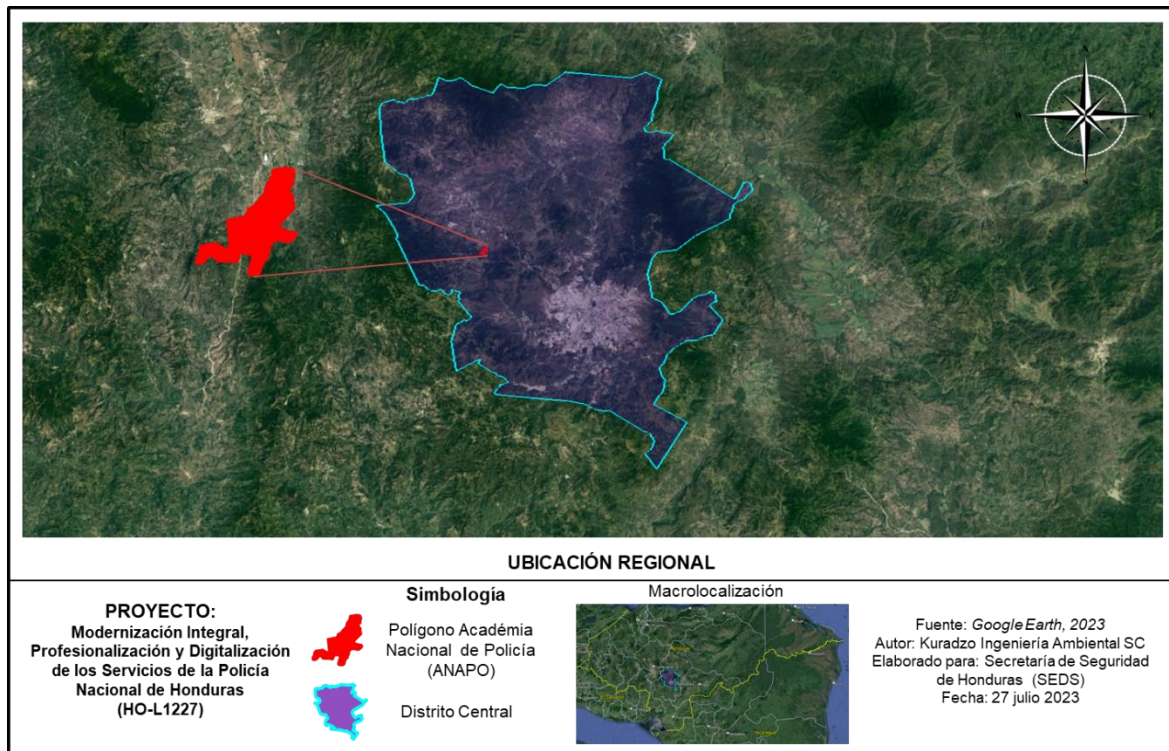 UBICACIÓN REGIONAL
PROYECTO:
Modernización Integral,
Profesionalización y Digitalización
de los Servicios de la Policía
Nacional de Honduras
(HO-L1227)
Simbología
Polígono Académia
Nacional de Policía
(ANAPO)
Distrito Central
Macrolocalización
Fuente: Google Earth, 2023
Autor: Kuradzo Ingeniería Ambiental SC
Elaborado para: Secretaría de Seguridad
de Honduras (SEDS)
Fecha: 27 julio 2023